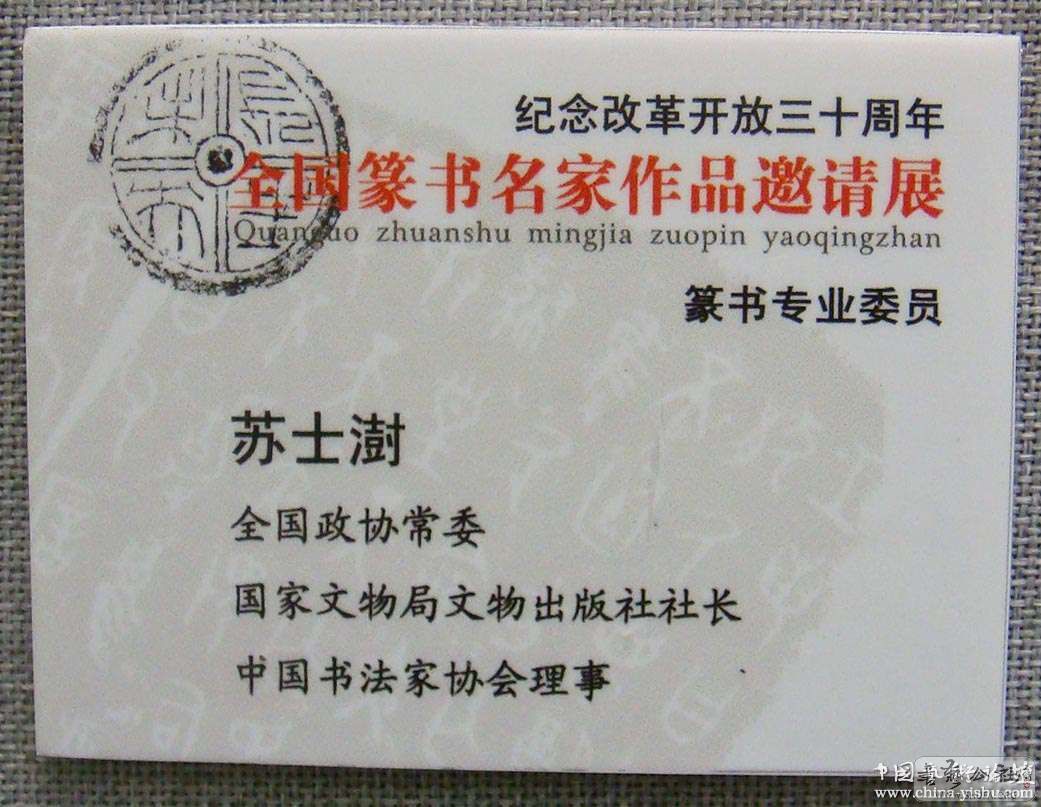 纪念改革开放三十周年
全国篆书名家作品邀请展
Quanguo zhuanshu mingjia zuopin yaoqingzhan
篆书专业委员
苏士澍
全国政协常委
国家文物局文物出版社社长
中国书法家协会理事
www.china-yishu.com